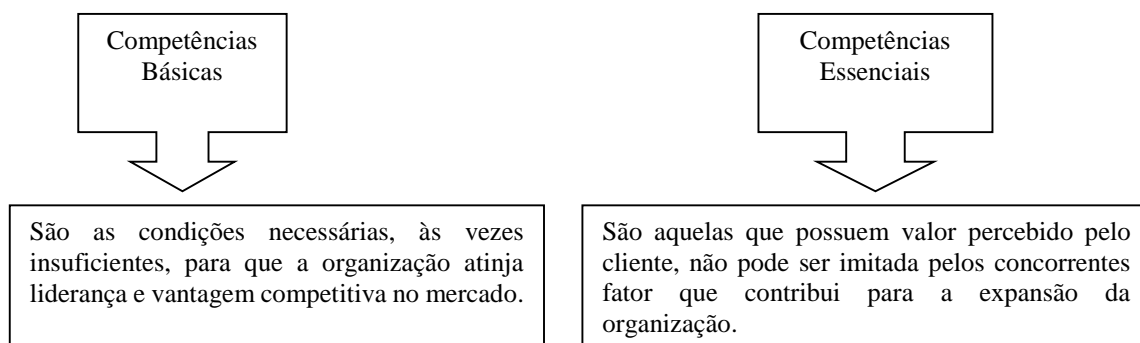 Competências
Básicas
Competências
Essenciais
São as condições necessárias, às vezes
insuficientes, para que a organização atinja
liderança e vantagem competitiva no mercado.
São aquelas que possuem valor percebido pelo
cliente, não pode ser imitada pelos concorrentes
fator que contribui para a expansão da
organização.